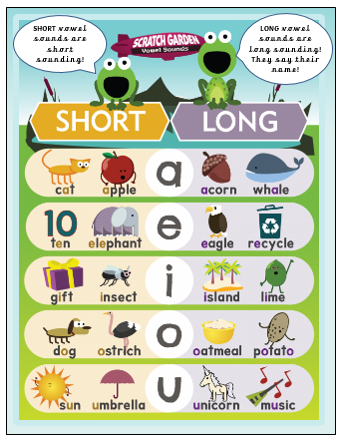 SHORT vowel
sounds are
short
sounding!
SCRATCH GARDEN
Vowel Sounds
LONG vowel
sounds are
long sounding!
They say their
name!
SHORT LONG
a
cat apple acorn whale
e
10
ten elephant eagle recycle
i
gift insect island lime
o
dog ostrich oatmeal potato
u
sun umbrella unicorn music